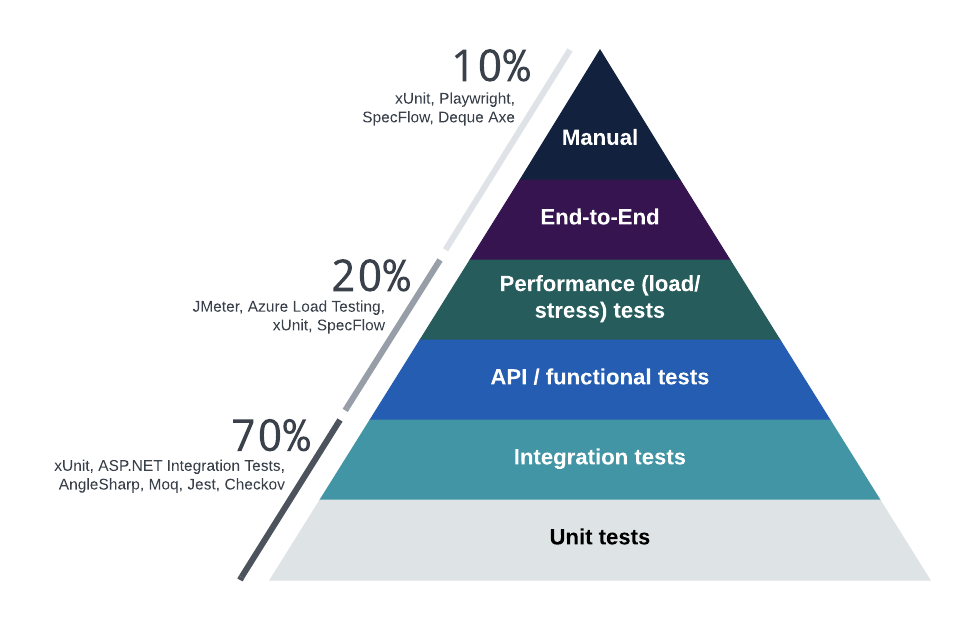 10%
xUnit, Playwright,
SpecFlow, Deque Axe
Manual
End-to-End
20%
JMeter, Azure Load Testing,
xUnit, SpecFlow
Performance (load/
stress) tests
API / functional tests
70%
xUnit, ASP.NET Integration Tests,
AngleSharp, Moq, Jest, Checkov
Integration tests
Unit tests